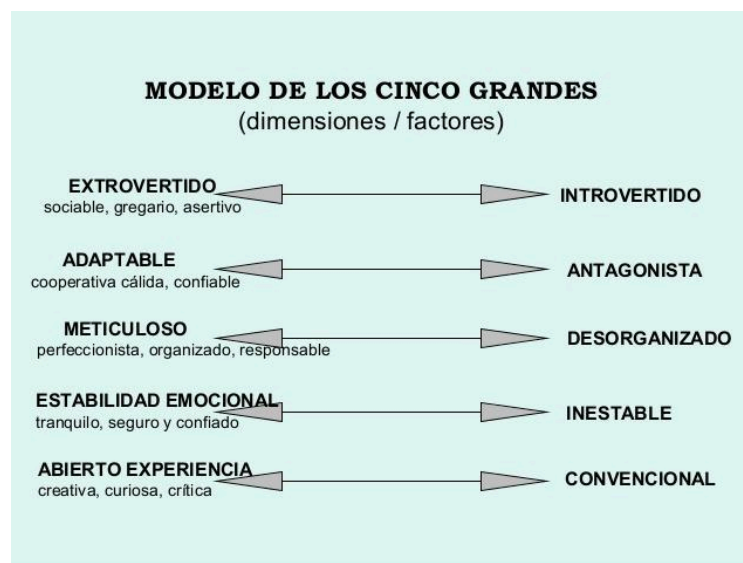 MODELO DE LOS CINCO GRANDES
(dimensiones / factores)
EXTROVERTIDO
sociable, gregario, asertivo
INTROVERTIDO
ADAPTABLE
cooperativa cálida, confiable
ANTAGONISTA
METICULOSO
perfeccionista, organizado, responsable
DESORGANIZADO
ESTABILIDAD EMOCIONAL
tranquilo, seguro y confiado
INESTABLE
ABIERTO EXPERIENCIA
creativa, curiosa, crítica
CONVENCIONAL